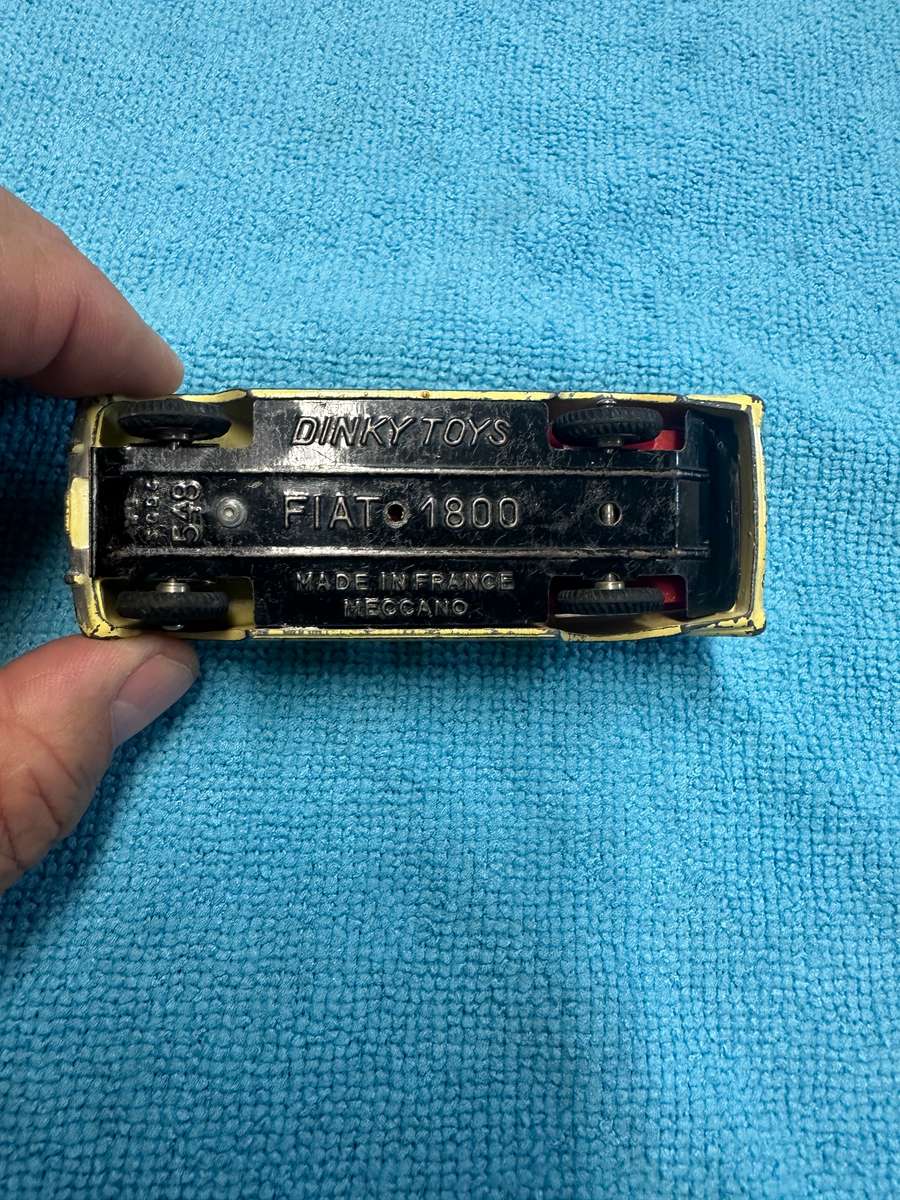 DINKY TOYS
FIAT 1800
MADE IN FRANCE
MECCANO
548